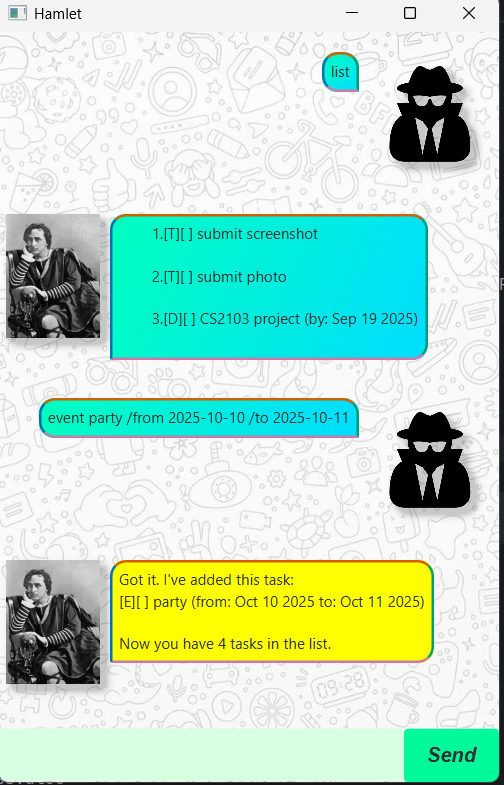 Hamlet
list
1.[T][ ] submit screenshot
2.[T][ ] submit photo
3.[D][ ] CS2103 project (by: Sep 19 2025)
event party /from 2025-10-10 /to 2025-10-11
Got it. I've added this task:
[E][ ] party (from: Oct 10 2025 to: Oct 11 2025)
Now you have 4 tasks in the list.
09:28
Send